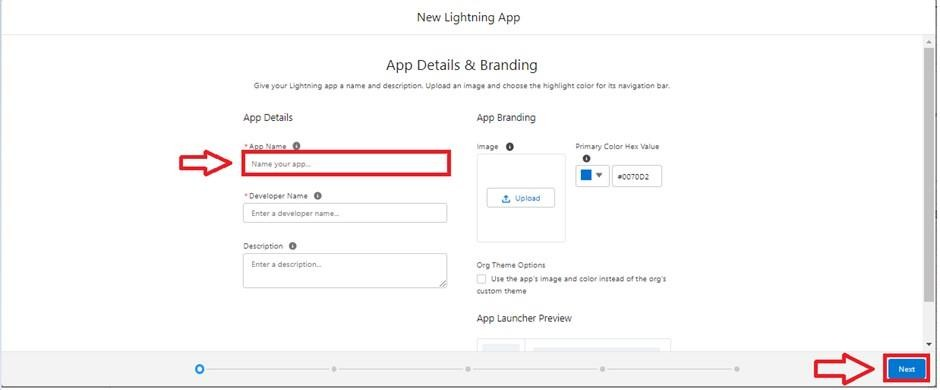 New Lightning App
App Details & Branding
Give your Lightning app a name and description. Upload an image and choose the highlight color for its navigation bar.
App Details
* App Name
Name your app...
* Developer Name
Enter a developer name...
Description
Enter a description...
App Branding
Image
Upload
Primary Color Hex Value
#0070D2
Org Theme Options
Use the app's image and color instead of the org's
custom theme
App Launcher Preview
Next